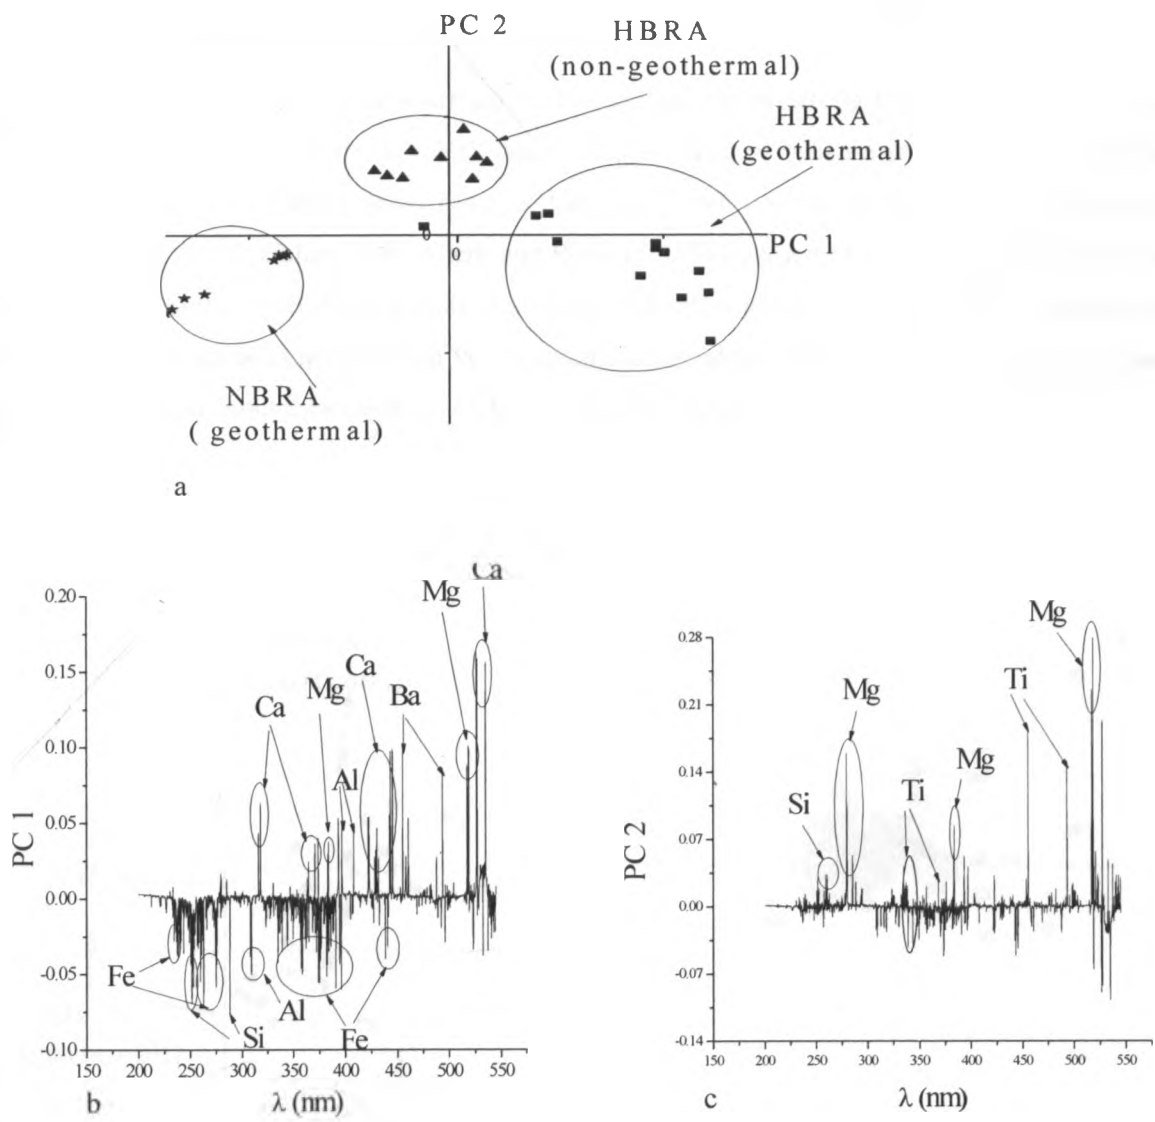 PC 2
HBRA
(non-geothermal)
HBRA
(geothermal)
0
PC 1
0
NBRA
( geothermal)
a
Ca
Mg
0.20
Mg
0.28
0.15
Ca
Mg
Ba
Ca
Ti
0.21
Mg
0.10
Al
Mg
0.14
Si
Ti
PC 1
0.05
PC 2
0.07
0.00
0.00
Fe
-0.05
Al
-0.07
Si
Fe
-0.10
-0.14
150 200 250 300 350 400 450 500 550
150 200 250 300 350 400 450 500 550
b
λ (nm)
c
λ (nm)